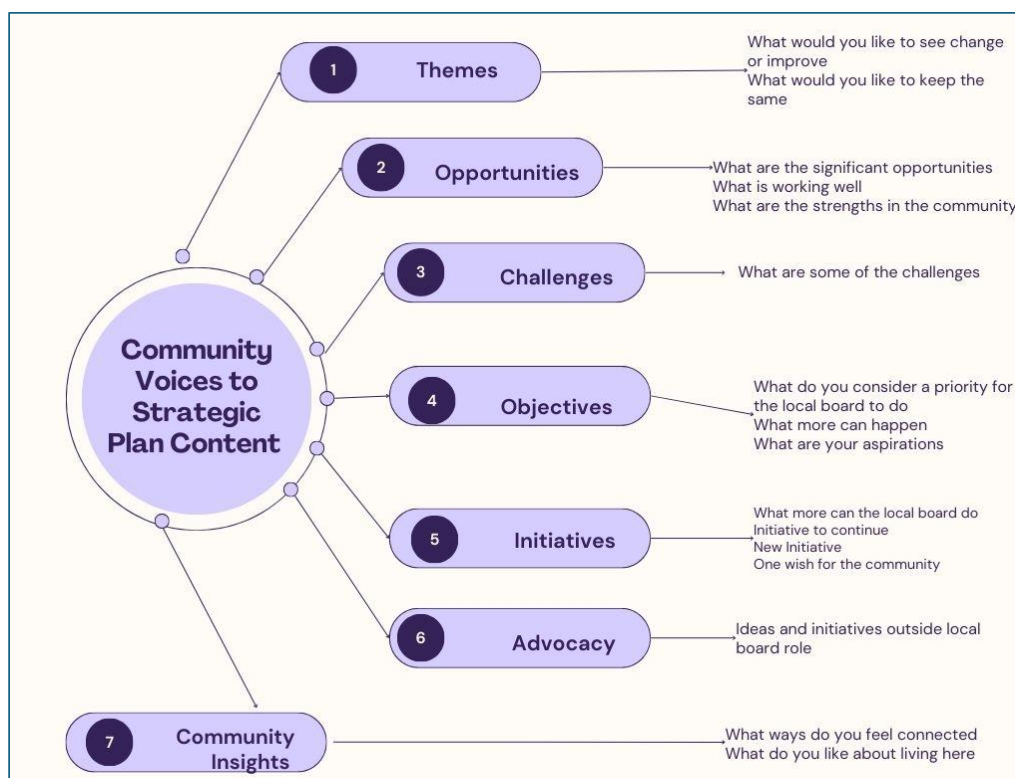 Community
Voices to
Strategic
Plan Content
1
Themes
What would you like to see change
or improve
What would you like to keep the
same
2
Opportunities
What are the significant opportunities
What is working well
What are the strengths in the community
3
Challenges
What are some of the challenges
4
Objectives
What do you consider a priority for
the local board to do
What more can happen
What are your aspirations
5
Initiatives
What more can the local board do
Initiative to continue
New Initiative
One wish for the community
6
Advocacy
Ideas and initiatives outside local
board role
7
Community
Insights
What ways do you feel connected
What do you like about living here